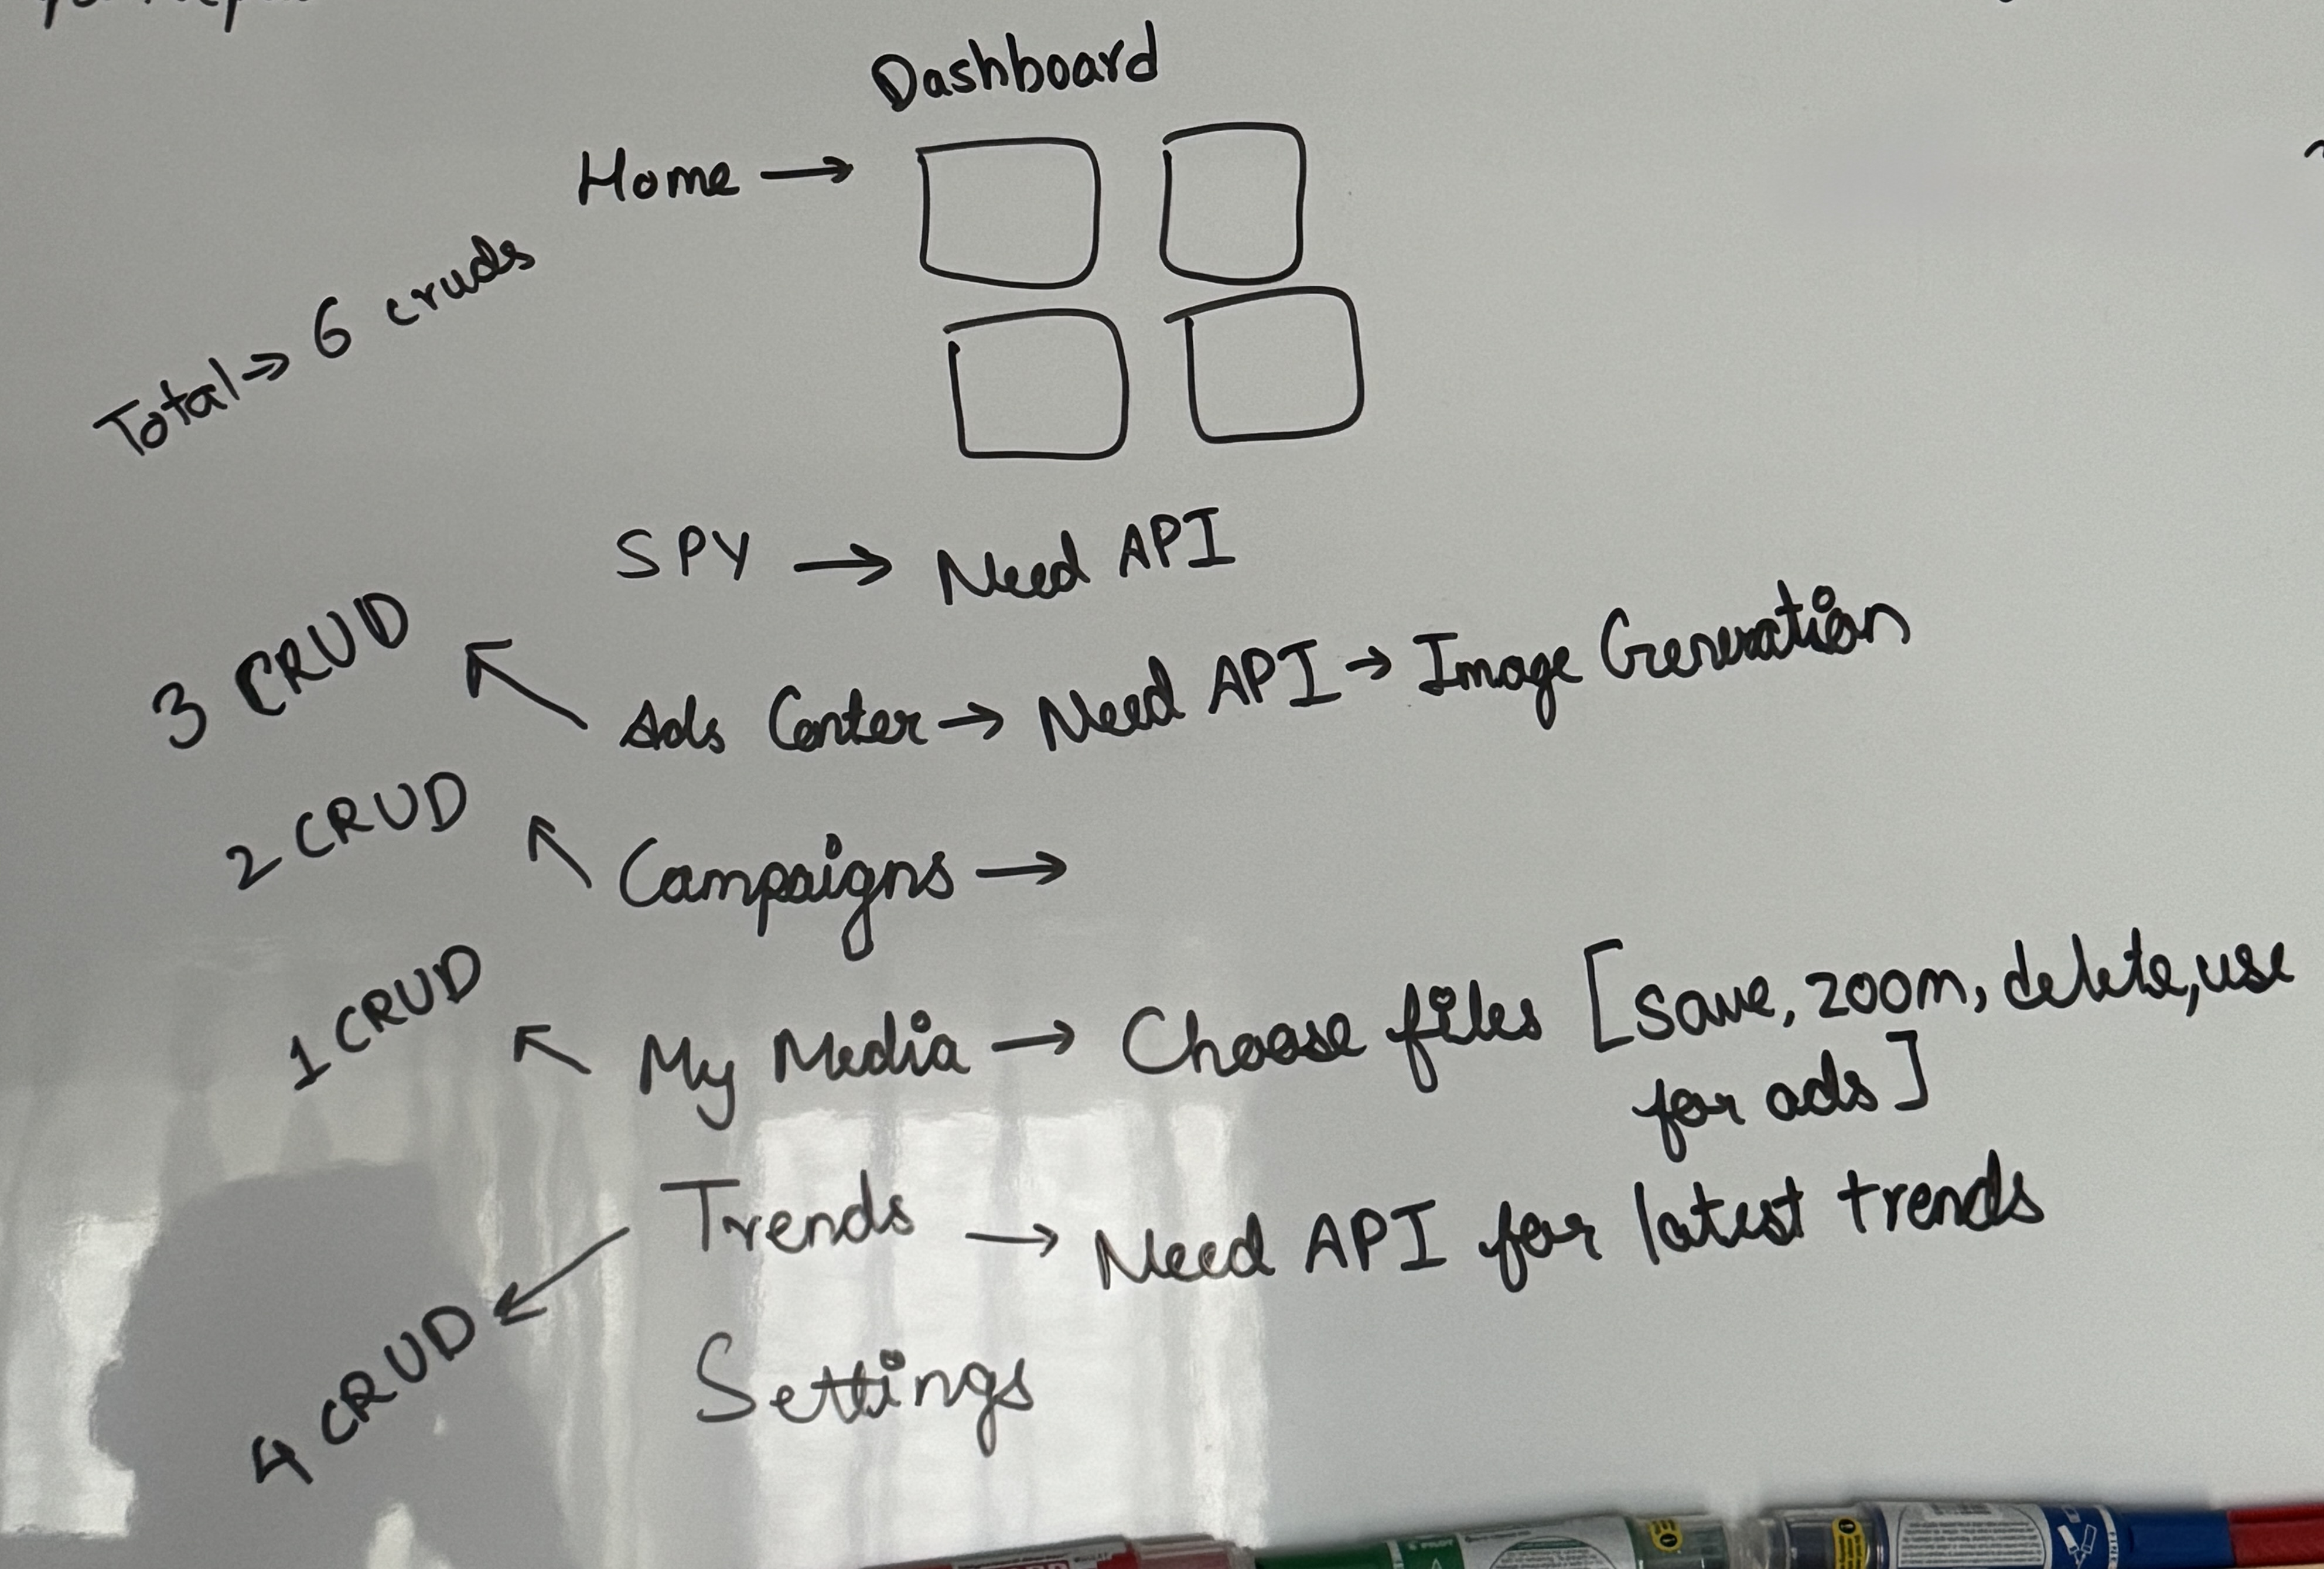 Dashboard
Home →
Total ⇒ 6 cruds
SPY → Need API
3 CRUD
Ads Center → Need API → Image Generation
2 CRUD
Campaigns →
1 CRUD
My Media → Choose files [save, zoom, delete, use
for ads]
Trends → Need API for latest trends
4 CRUD
Settings